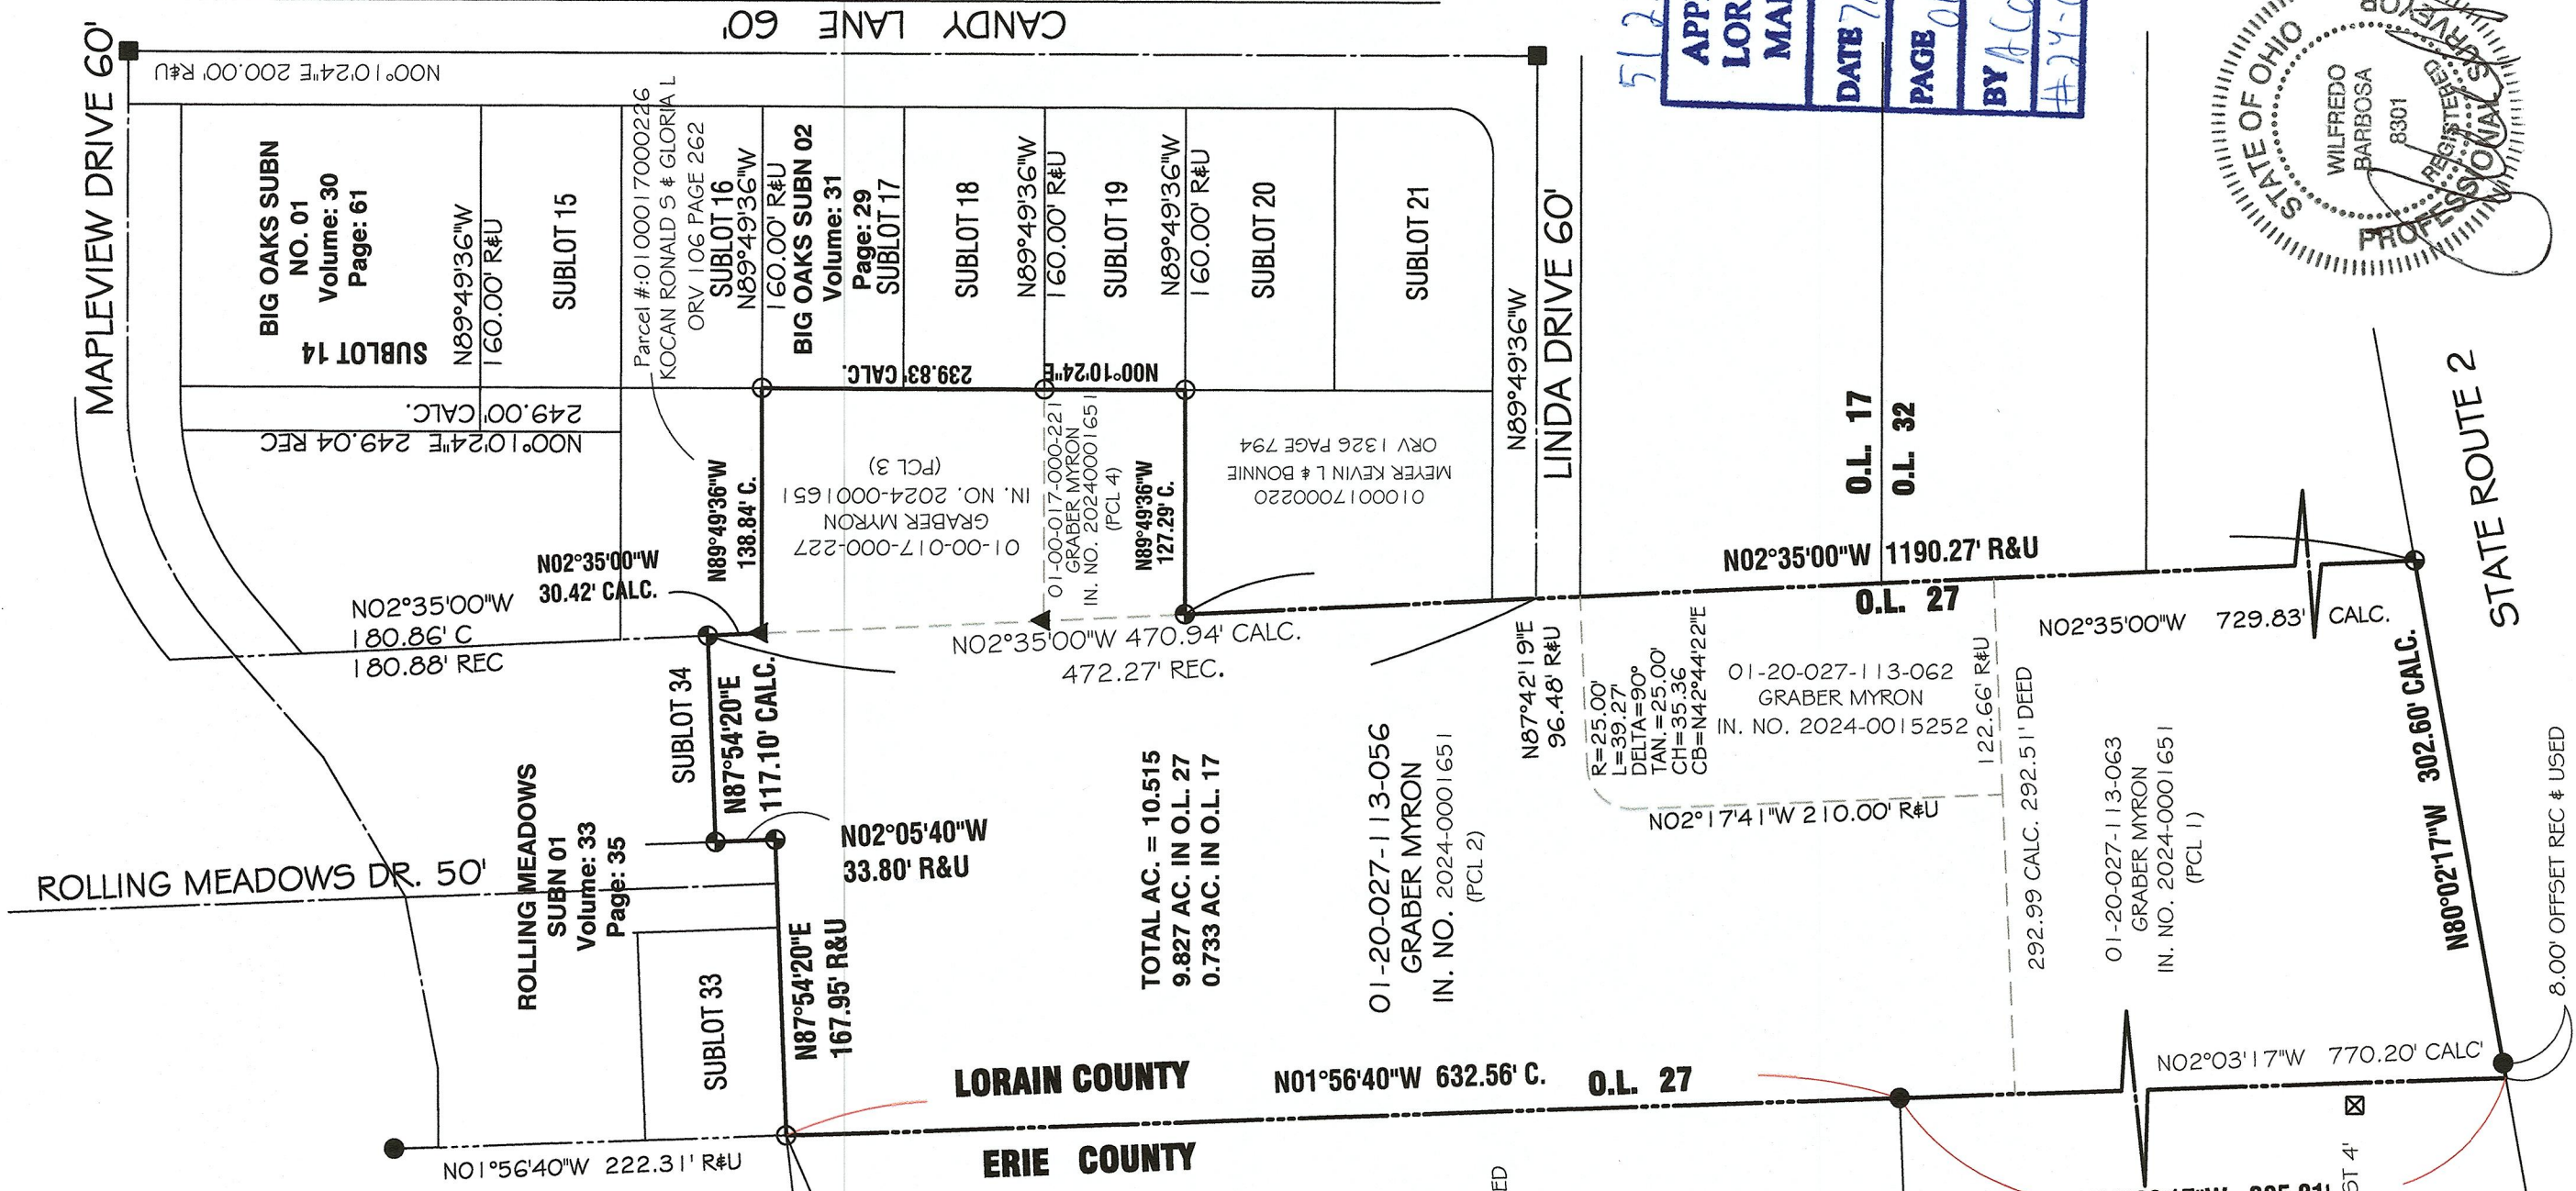 CANDY LANE 60'
MAPLEVIEW DRIVE 60'
N00°10'24"E 200.00' R&U
BIG OAKS SUBN
NO. 01
Volume: 30
Page: 61
SUBLOT 14
N89°49'36"W
160.00' R&U
SUBLOT 15
Parcel #:0100017000226
KOCAN RONALD S & GLORIA L
ORV 106 PAGE 262
SUBLOT 16
N89°49'36"W
160.00' R&U
BIG OAKS SUBN 02
Volume: 31
Page: 29
SUBLOT 17
SUBLOT 18
N89°49'36"W
160.00' R&U
SUBLOT 19
N89°49'36"W
160.00' R&U
SUBLOT 20
SUBLOT 21
N89°49'36"W
LINDA DRIVE 60'
DATE
PAGE
BY
STATE OF OHIO
WILFREDO
BARBOSA
8301
REGISTERED
PROFESSIONAL SURVEYOR
249.00' CALC.
N00°10'24"E 249.04 REC
N00°10'24"E
239.83' CALC.
N89°49'36"W
138.84' C.
01-00-017-000-227
GRABER MYRON
IN. NO. 2024-0001651
(PCL 3)
01-00-017-000-221
GRABER MYRON
IN. NO. 20240001651
(PCL 4)
N89°49'36"W
127.29' C.
0100017000220
MEYER KEVIN L & BONNIE
ORV 1326 PAGE 794
O.L. 17
O.L. 32
STATE ROUTE 2
N02°35'00"W 1190.27' R&U
O.L. 27
N02°35'00"W
30.42' CALC.
N02°35'00"W
180.86' C
180.88' REC
N02°35'00"W 470.94' CALC.
472.27' REC.
N02°35'00"W 729.83' CALC.
SUBLOT 34
N87°54'20"E
117.10' CALC.
N87°42'19"E
96.48' R&U
R=25.00'
L=39.27'
DELTA=90°
TAN.=25.00'
CH=35.36
CB=N42°44'22"E
01-20-027-113-062
GRABER MYRON
IN. NO. 2024-0015252
122.66' R&U
N02°17'41"W 210.00' R&U
292.99 CALC. 292.51' DEED
01-20-027-113-063
GRABER MYRON
IN. NO. 2024-0001651
(PCL 1)
N80°02'17"W 302.60' CALC.
8.00' OFFSET REC & USED
ROLLING MEADOWS DR. 50'
ROLLING MEADOWS
SUBN 01
Volume: 33
Page: 35
N02°05'40"W
33.80' R&U
N87°54'20"E
167.95' R&U
SUBLOT 33
TOTAL AC. = 10.515
9.827 AC. IN O.L. 27
0.733 AC. IN O.L. 17
01-20-027-113-056
GRABER MYRON
IN. NO. 2024-0001651
(PCL 2)
LORAIN COUNTY
N01°56'40"W 632.56' C.
O.L. 27
N02°03'17"W 770.20' CALC'
N01°56'40"W 222.31' R&U
ERIE COUNTY